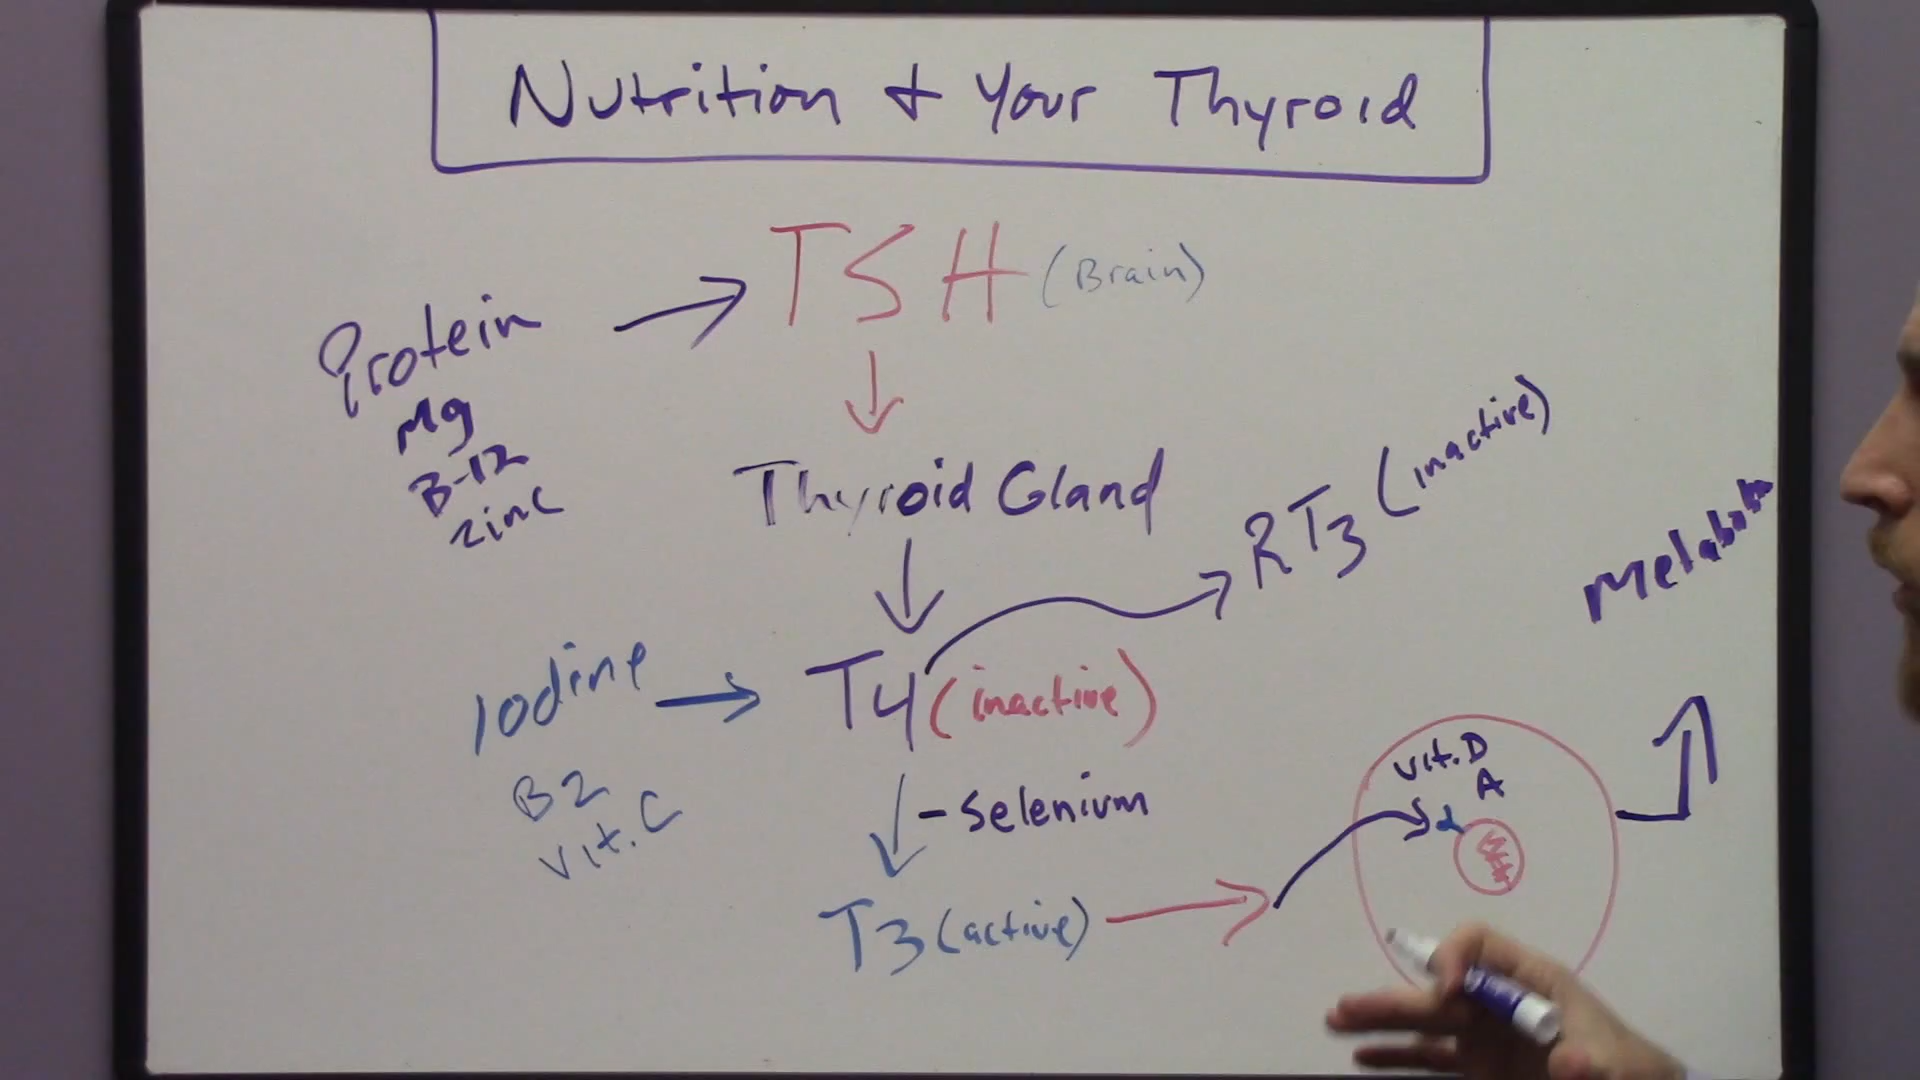 Nutrition + Your Thyroid
TSH (Brain)
Protein
Mg
B-12
Zinc
Thyroid Gland
RT3 (inactive)
Iodine
B2
vit. C
T4 (inactive)
- Selenium
T3 (active)
vit. D
A